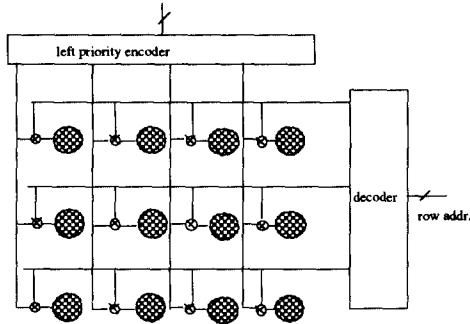 left priority encoder
decoder
row addr.